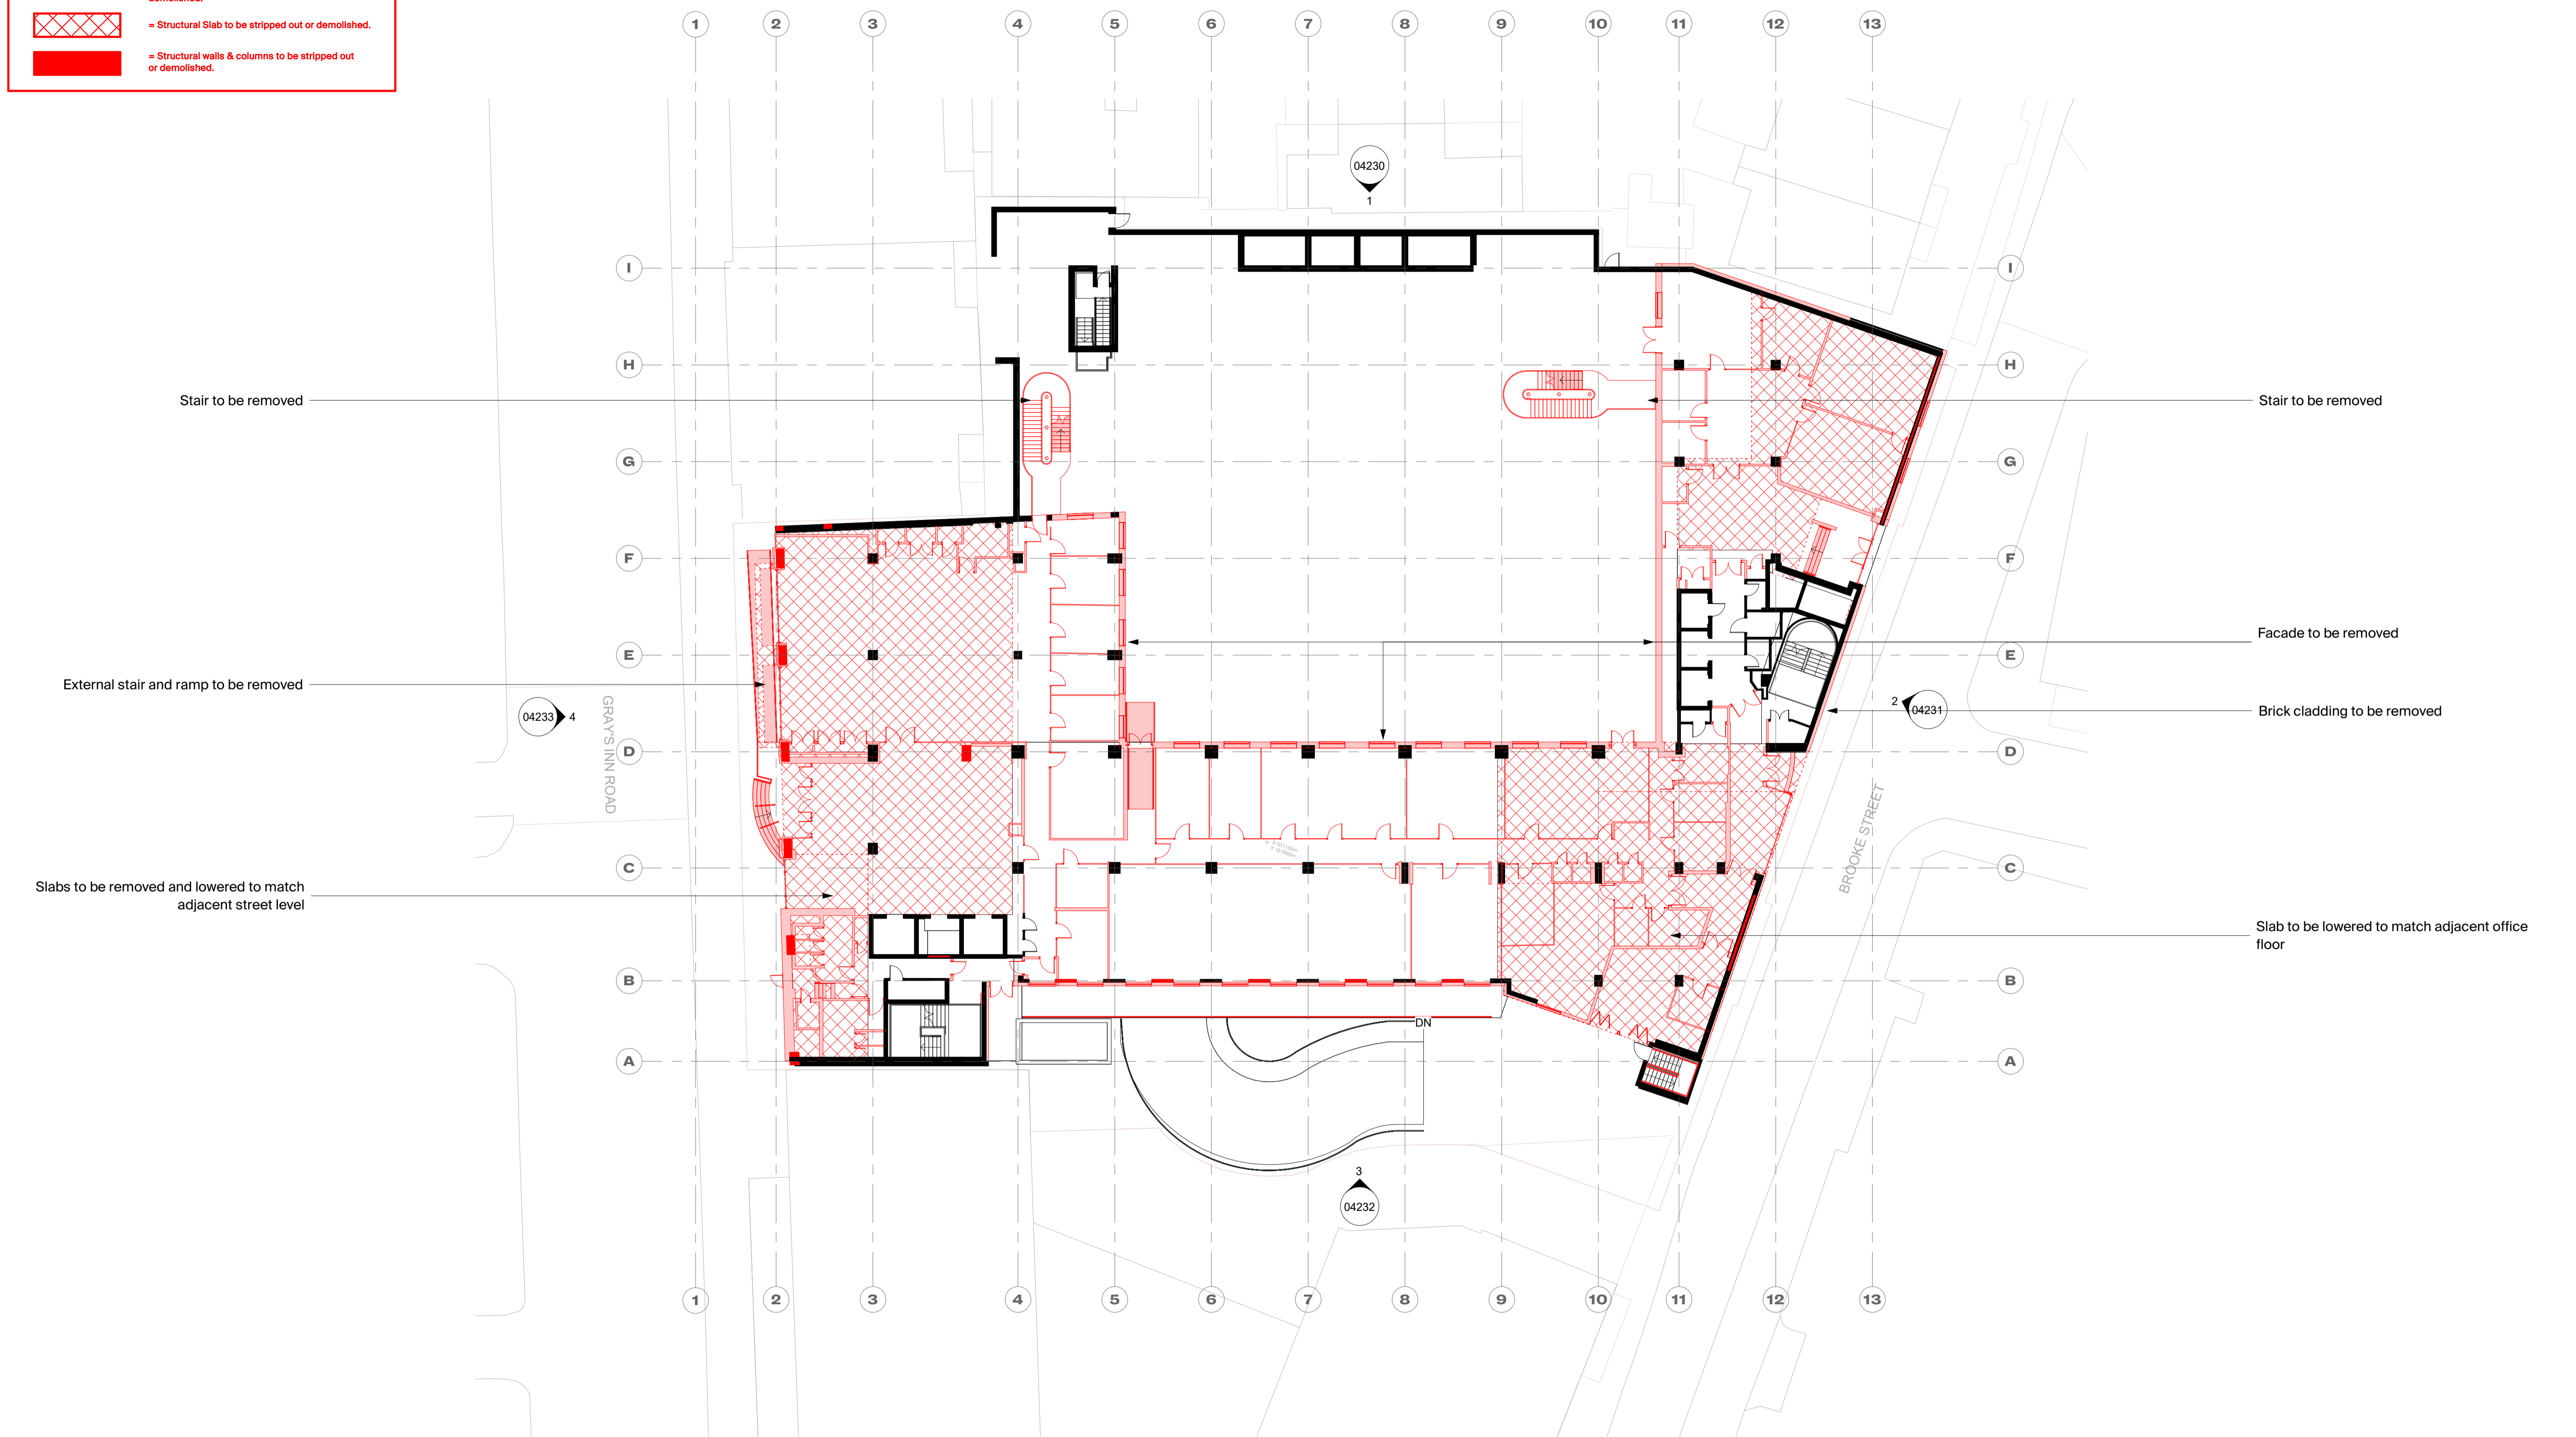 demolished.
= Structural Slab to be stripped out or demolished.
= Structural walls & columns to be stripped out
or demolished.
1 2 3 4 5 6 7 8 9 10 11 12 13
04230
1
I I
H H
Stair to be removed
Stair to be removed
G G
F F
Facade to be removed
E E
External stair and ramp to be removed
04233 4
2 04231
Brick cladding to be removed
GRAY'S INN ROAD
D D
BROOKE STREET
C C
Slabs to be removed and lowered to match
adjacent street level
Slab to be lowered to match adjacent office
floor
B B
DN
A A
3
04232
1 2 3 4 5 6 7 8 9 10 11 12 13